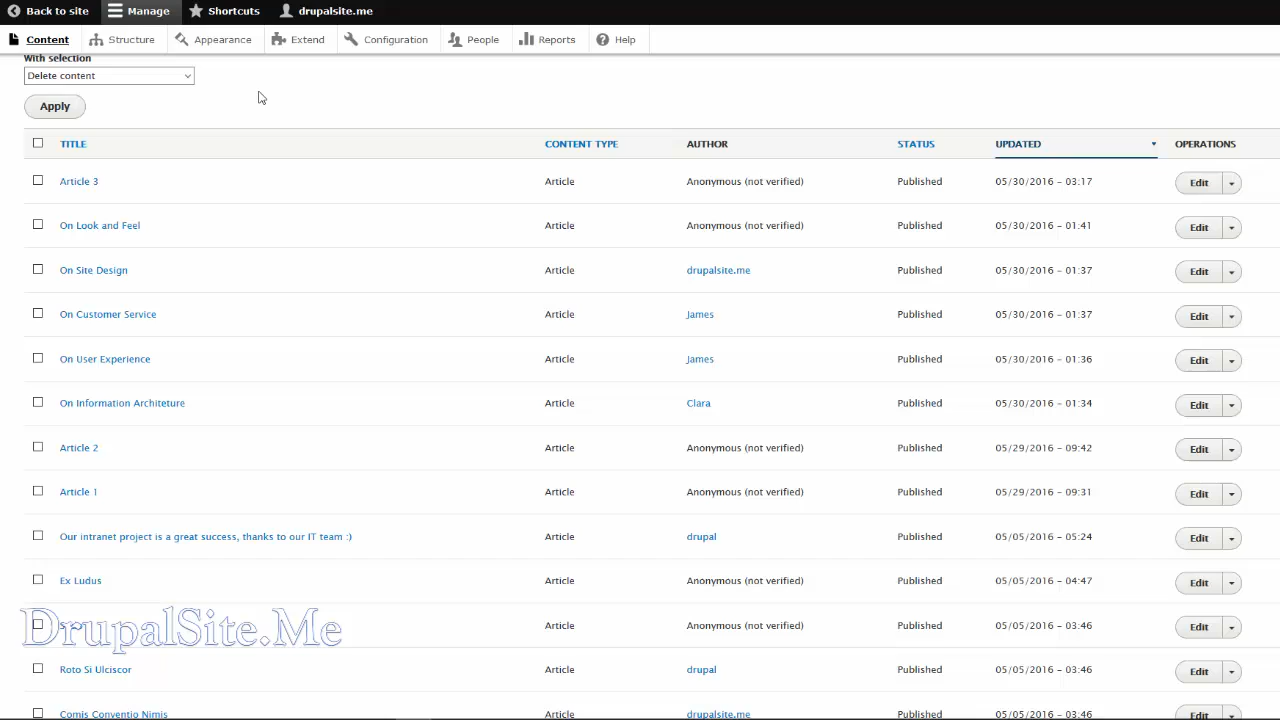 Back to site Manage Shortcuts drupalsite.me
Content Structure Appearance Extend Configuration People Reports Help
With selection
Delete content
Apply
TITLE CONTENT TYPE AUTHOR STATUS UPDATED OPERATIONS
Article 3 Article Anonymous (not verified) Published 05/30/2016 – 03:17 Edit
On Look and Feel Article Anonymous (not verified) Published 05/30/2016 – 01:41 Edit
On Site Design Article drupalsite.me Published 05/30/2016 – 01:37 Edit
On Customer Service Article James Published 05/30/2016 – 01:37 Edit
On User Experience Article James Published 05/30/2016 – 01:36 Edit
On Information Architeture Article Clara Published 05/30/2016 – 01:34 Edit
Article 2 Article Anonymous (not verified) Published 05/29/2016 – 09:42 Edit
Article 1 Article Anonymous (not verified) Published 05/29/2016 – 09:31 Edit
Our intranet project is a great success, thanks to our IT team :) Article drupal Published 05/05/2016 – 05:24 Edit
Ex Ludus Article Anonymous (not verified) Published 05/05/2016 – 04:47 Edit
DrupalSite.Me Article Anonymous (not verified) Published 05/05/2016 – 03:46 Edit
Roto Si Ulciscor Article drupal Published 05/05/2016 – 03:46 Edit
Comis Conventio Nimis Article drupalsite.me Published 05/05/2016 – 03:46 Edit